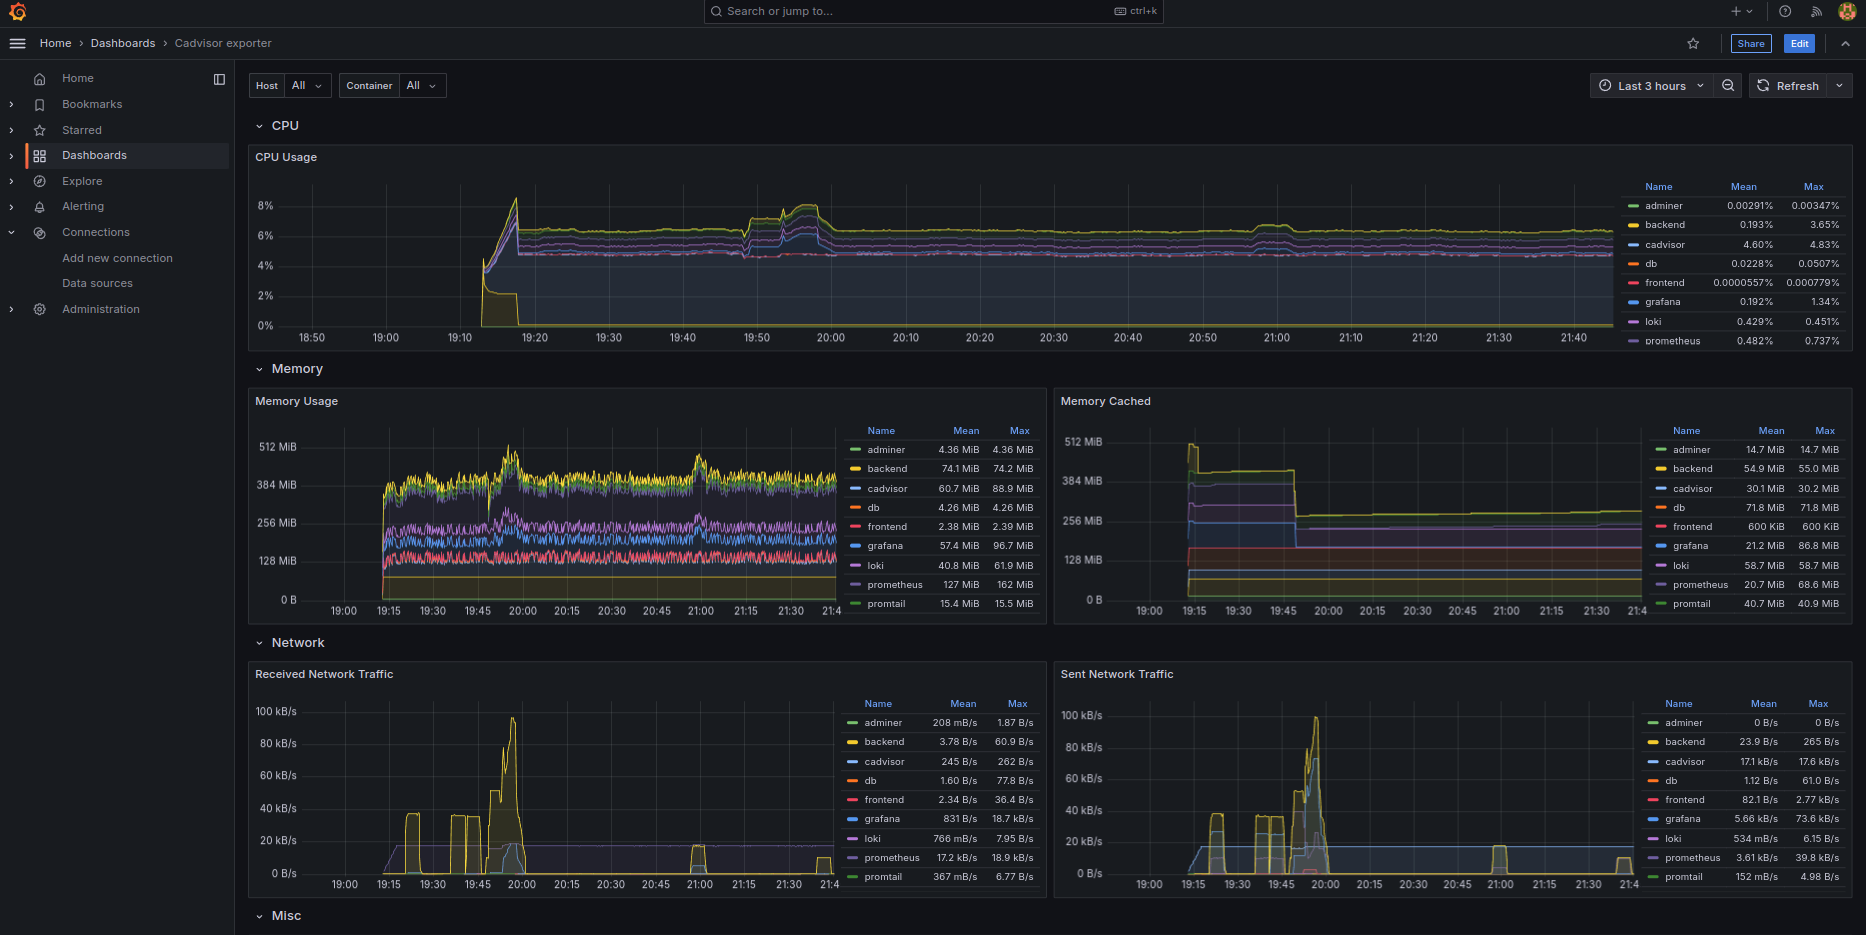 Search or jump to...
ctrl+k
Home › Dashboards › Cadvisor exporter
Share
Edit
Home
Bookmarks
Starred
Dashboards
Explore
Alerting
Connections
Add new connection
Data sources
Administration
Host All
Container All
Last 3 hours
Refresh
CPU
CPU Usage
8%
6%
4%
2%
0%
18:50 19:00 19:10 19:20 19:30 19:40 19:50 20:00 20:10 20:20 20:30 20:40 20:50 21:00 21:10 21:20 21:30 21:40
Name Mean Max
adminer 0.00291% 0.00347%
backend 0.193% 3.65%
cadvisor 4.60% 4.83%
db 0.0228% 0.0507%
frontend 0.0000557% 0.000779%
grafana 0.192% 1.34%
loki 0.429% 0.451%
prometheus 0.482% 0.737%
Memory
Memory Usage
512 MiB
384 MiB
256 MiB
128 MiB
0 B
19:00 19:15 19:30 19:45 20:00 20:15 20:30 20:45 21:00 21:15 21:30 21:4
Name Mean Max
adminer 4.36 MiB 4.36 MiB
backend 74.1 MiB 74.2 MiB
cadvisor 60.7 MiB 88.9 MiB
db 4.26 MiB 4.26 MiB
frontend 2.38 MiB 2.39 MiB
grafana 57.4 MiB 96.7 MiB
loki 40.8 MiB 61.9 MiB
prometheus 127 MiB 162 MiB
promtail 15.4 MiB 15.5 MiB
Memory Cached
512 MiB
384 MiB
256 MiB
128 MiB
0 B
19:00 19:15 19:30 19:45 20:00 20:15 20:30 20:45 21:00 21:15 21:30 21:4
Name Mean Max
adminer 14.7 MiB 14.7 MiB
backend 54.9 MiB 55.0 MiB
cadvisor 30.1 MiB 30.2 MiB
db 71.8 MiB 71.8 MiB
frontend 600 KiB 600 KiB
grafana 21.2 MiB 86.8 MiB
loki 58.7 MiB 58.7 MiB
prometheus 20.7 MiB 68.6 MiB
promtail 40.7 MiB 40.9 MiB
Network
Received Network Traffic
100 kB/s
80 kB/s
60 kB/s
40 kB/s
20 kB/s
0 B/s
19:00 19:15 19:30 19:45 20:00 20:15 20:30 20:45 21:00 21:15 21:30 21:4
Name Mean Max
adminer 208 mB/s 1.87 B/s
backend 3.78 B/s 60.9 B/s
cadvisor 245 B/s 262 B/s
db 1.60 B/s 77.8 B/s
frontend 2.34 B/s 36.4 B/s
grafana 831 B/s 18.7 kB/s
loki 766 mB/s 7.95 B/s
prometheus 17.2 kB/s 18.9 kB/s
promtail 367 mB/s 6.77 B/s
Sent Network Traffic
100 kB/s
80 kB/s
60 kB/s
40 kB/s
20 kB/s
0 B/s
19:00 19:15 19:30 19:45 20:00 20:15 20:30 20:45 21:00 21:15 21:30 21:4
Name Mean Max
adminer 0 B/s 0 B/s
backend 23.9 B/s 265 B/s
cadvisor 17.1 kB/s 17.6 kB/s
db 1.12 B/s 61.0 B/s
frontend 82.1 B/s 2.77 kB/s
grafana 5.66 kB/s 73.6 kB/s
loki 534 mB/s 6.15 B/s
prometheus 3.61 kB/s 39.8 kB/s
promtail 152 mB/s 4.98 B/s
Misc